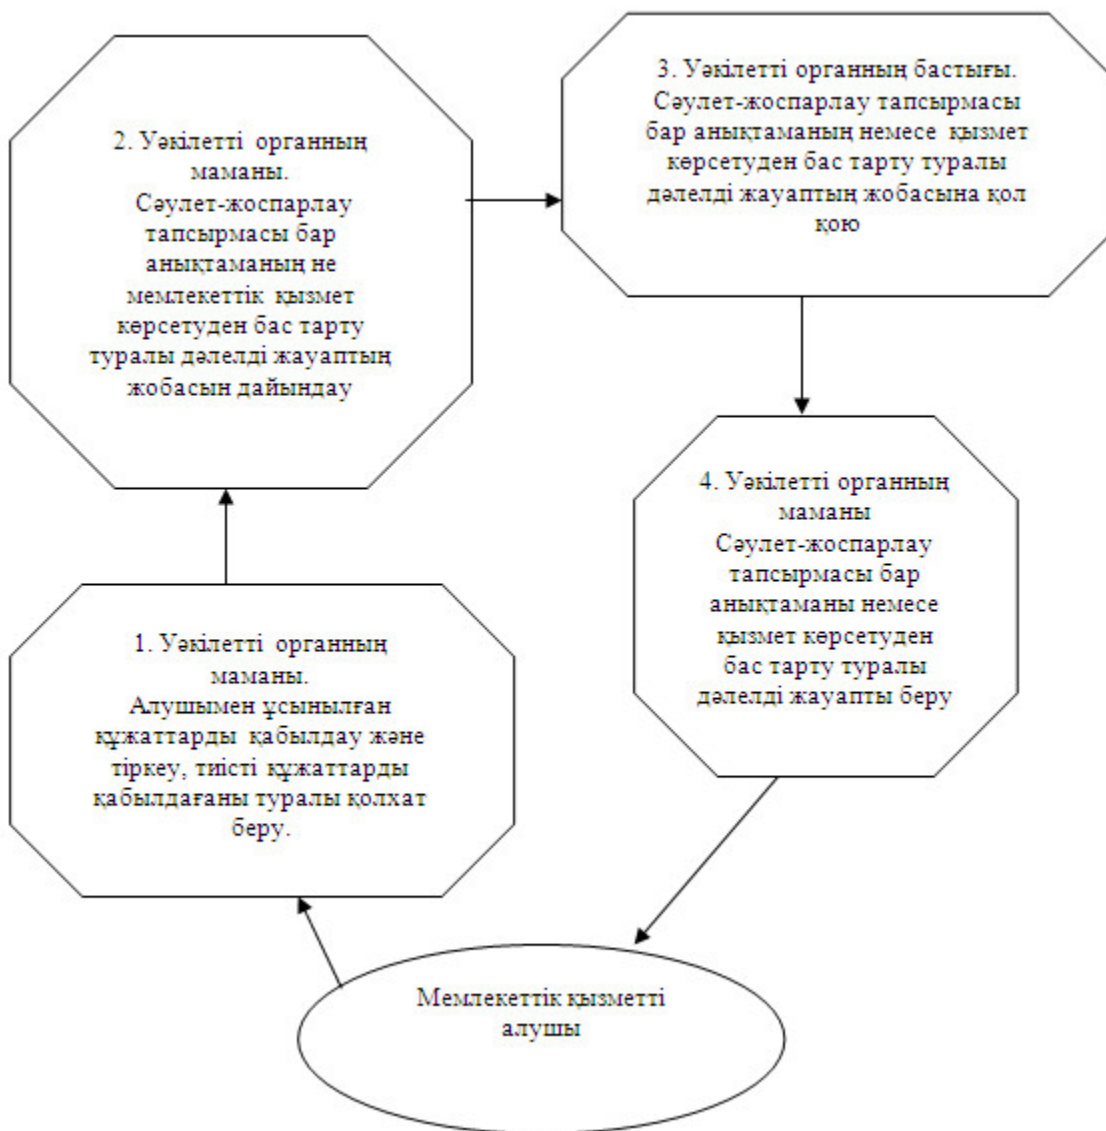 2. Уәкілетті органның
маманы.
Сәулет-жоспарлау
тапсырмасы бар
анықтаманың не
мемлекеттік қызмет
көрсетуден бас тарту
туралы дәлелді жауаптың
жобасын дайындау
3. Уәкілетті органның бастығы.
Сәулет-жоспарлау тапсырмасы
бар анықтаманың немесе қызмет
көрсетуден бас тарту туралы
дәлелді жауаптың жобасына қол
қою
4. Уәкілетті органның
маманы
Сәулет-жоспарлау
тапсырмасы бар
анықтаманы немесе
қызмет көрсетуден
бас тарту туралы
дәлелді жауапты беру
1. Уәкілетті органның
маманы.
Алушымен ұсынылған
құжаттарды қабылдау және
тіркеу, тиісті құжаттарды
қабылдағаны туралы қолхат
беру.
Мемлекеттік қызметті
алушы